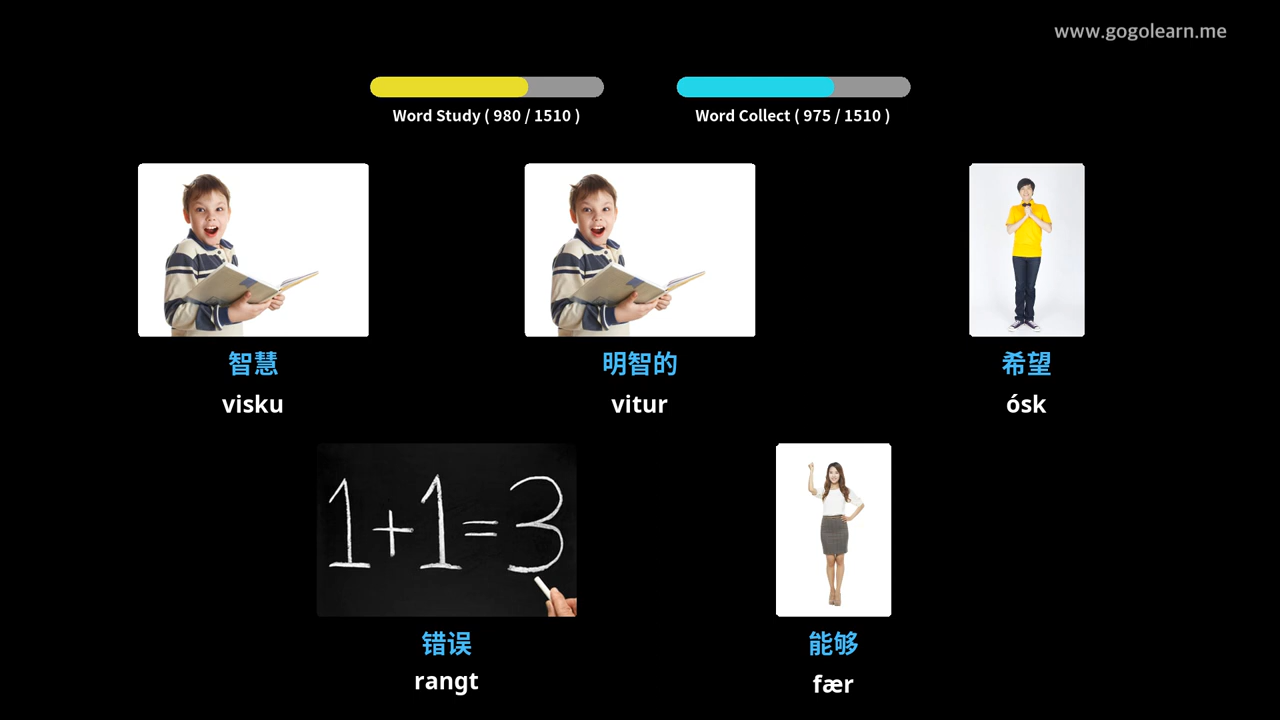 www.gogolearn.me
Word Study ( 980 / 1510 )
Word Collect ( 975 / 1510 )
智慧
visku
明智的
vitur
希望
ósk
1+1=3
错误
rangt
能够
fær